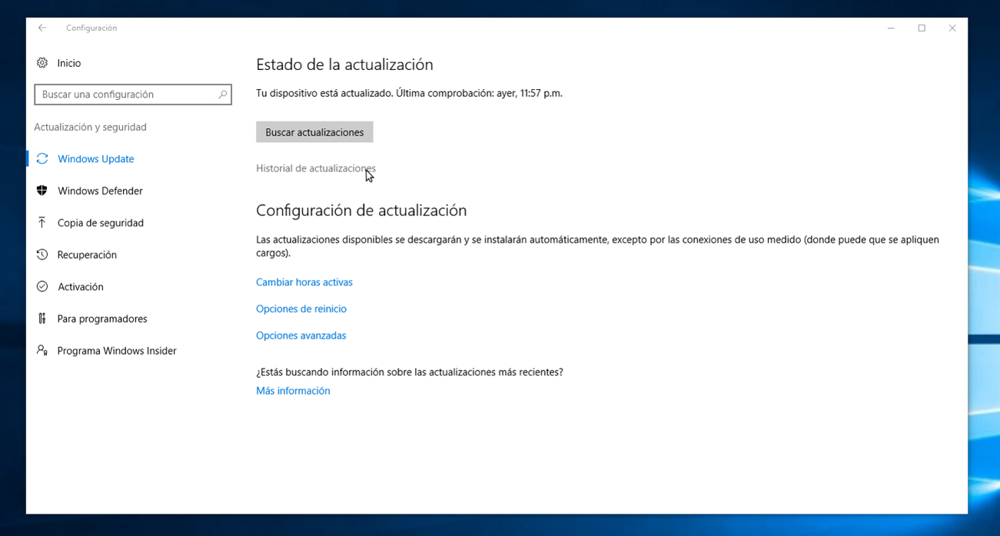 Configuración
Inicio
Buscar una configuración
Actualización y seguridad
Windows Update
Windows Defender
Copia de seguridad
Recuperación
Activación
Para programadores
Programa Windows Insider
Estado de la actualización
Tu dispositivo está actualizado. Última comprobación: ayer, 11:57 p.m.
Buscar actualizaciones
Historial de actualizaciones
Configuración de actualización
Las actualizaciones disponibles se descargarán y se instalarán automáticamente, excepto por las conexiones de uso medido (donde puede que se apliquen
cargos).
Cambiar horas activas
Opciones de reinicio
Opciones avanzadas
¿Estás buscando información sobre las actualizaciones más recientes?
Más información